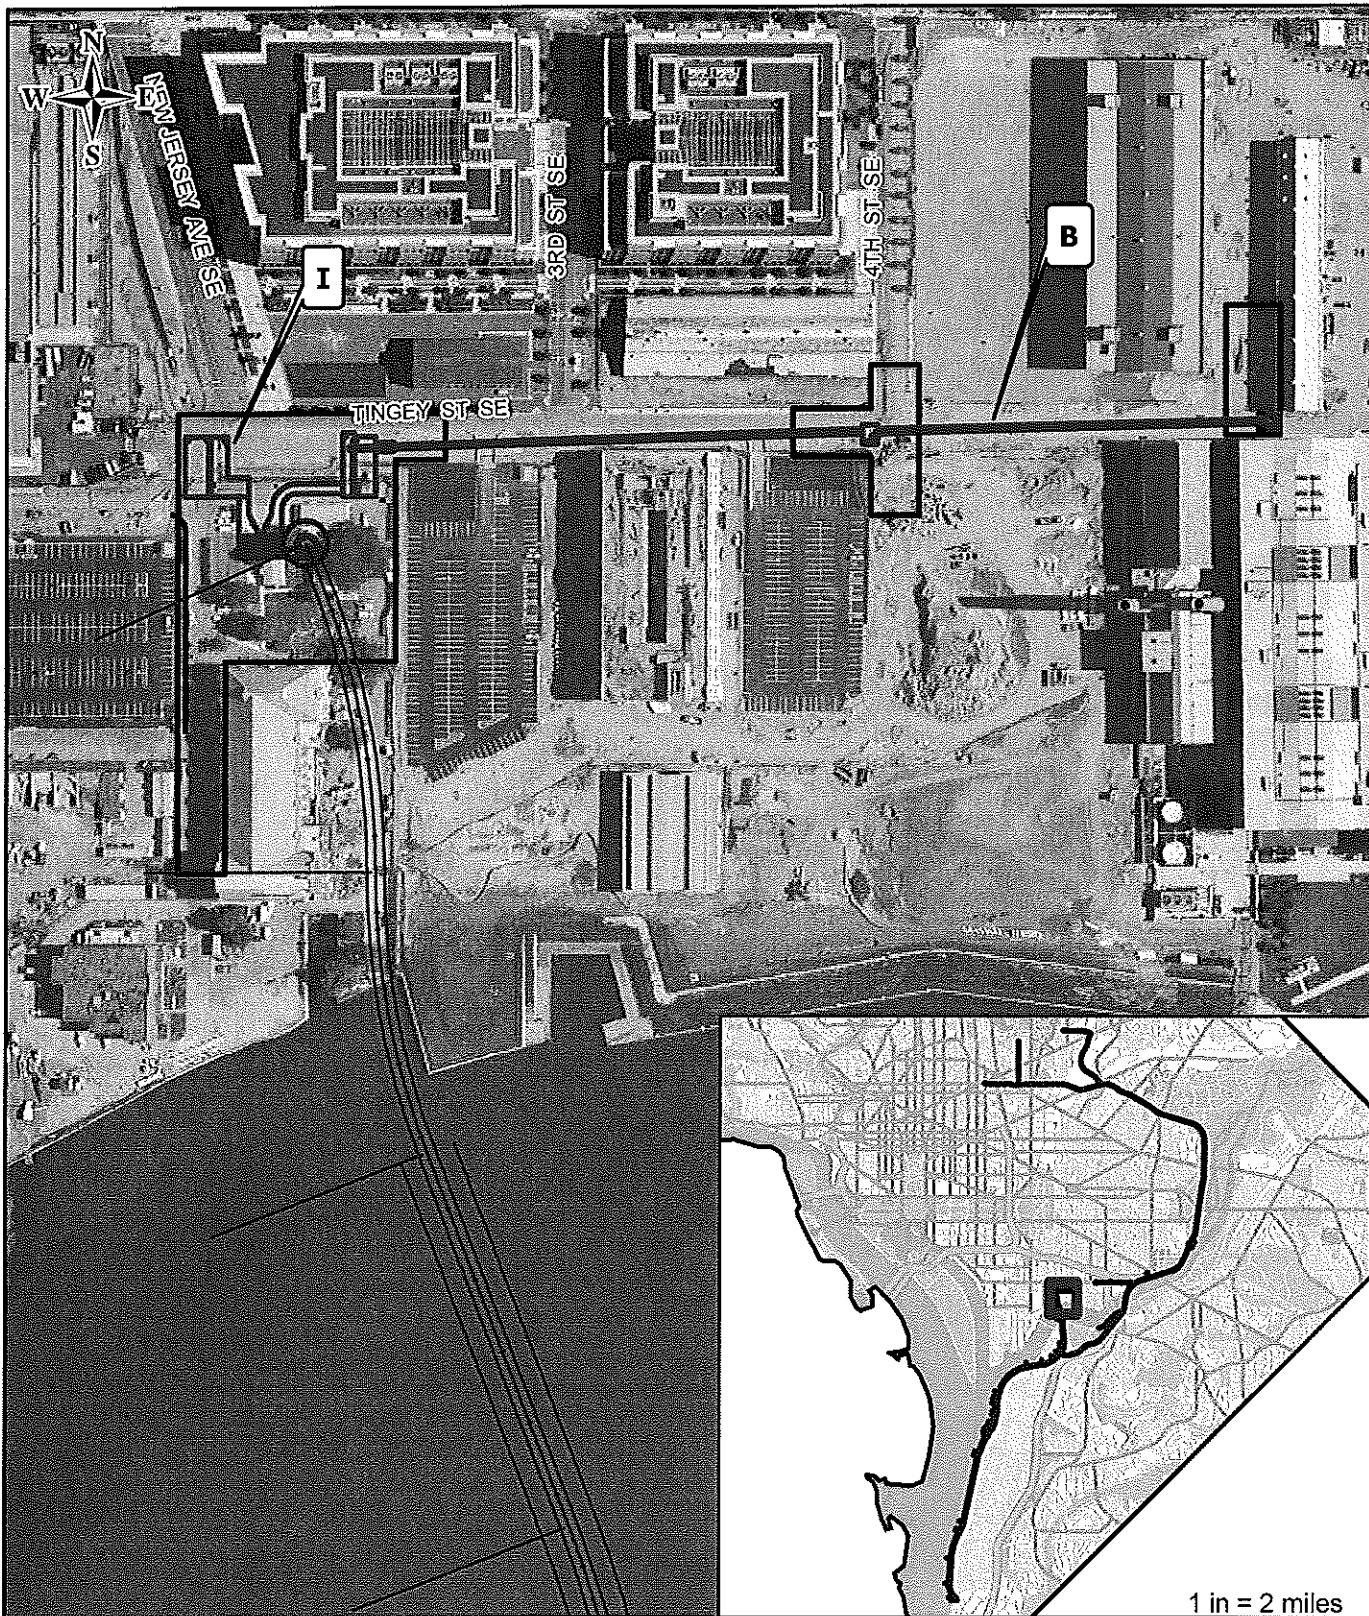 N
W E
S
NEW JERSEY AVE SE
3RD ST SE
4TH ST SE
I
B
TINGEY ST SE
1 in = 2 miles